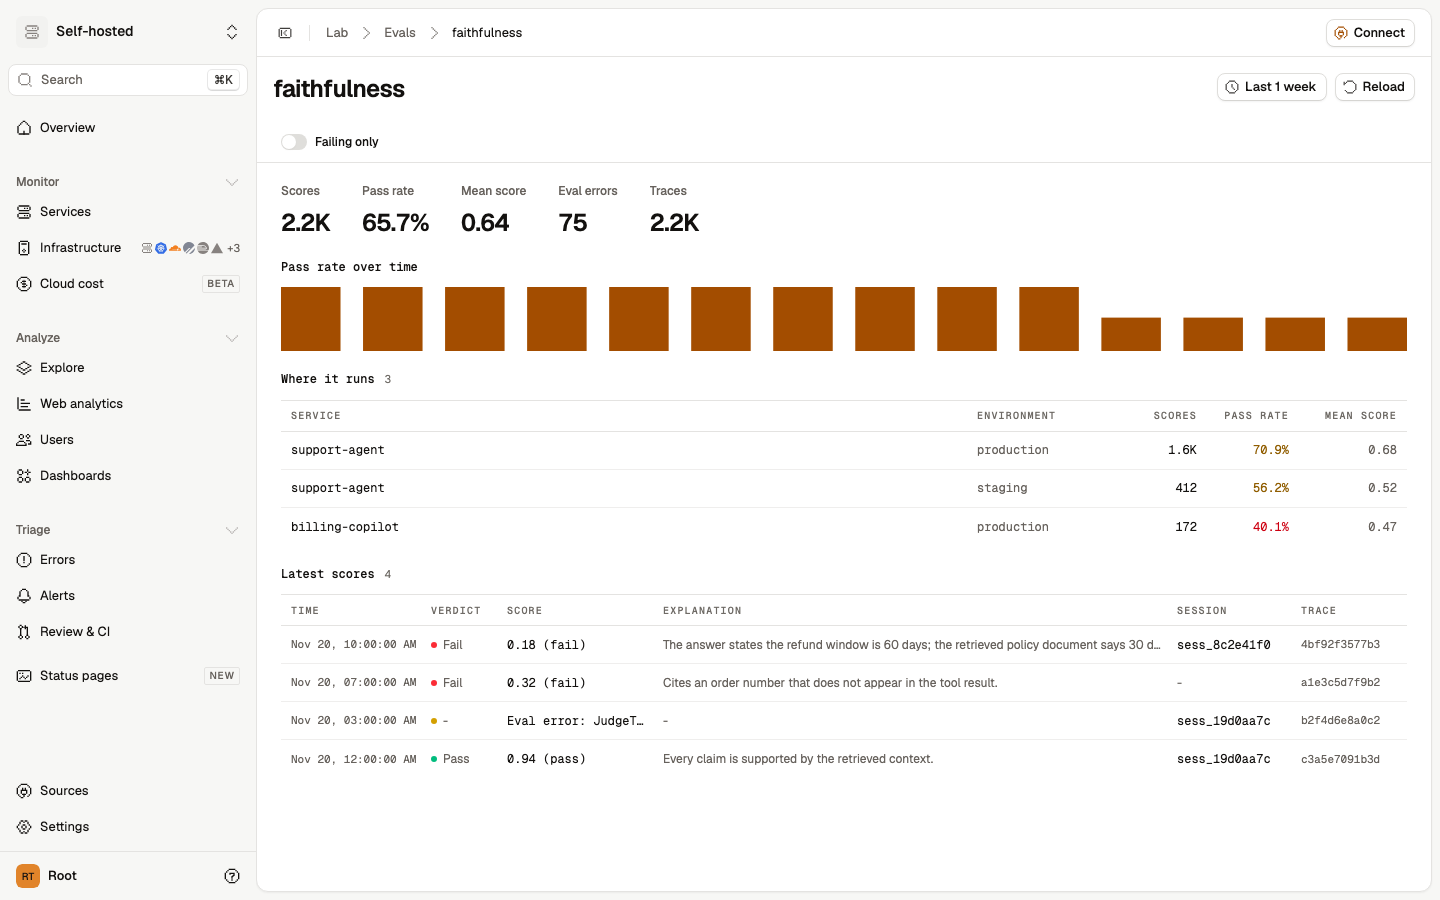 Self-hosted
Search ⌘K
Overview
Monitor
Services
Infrastructure +3
Cloud cost BETA
Analyze
Explore
Web analytics
Users
Dashboards
Triage
Errors
Alerts
Review & CI
Status pages NEW
Sources
Settings
RT Root
Lab Evals faithfulness Connect
faithfulness Last 1 week Reload
Failing only
Scores Pass rate Mean score Eval errors Traces
2.2K 65.7% 0.64 75 2.2K
Pass rate over time
Where it runs 3
SERVICE ENVIRONMENT SCORES PASS RATE MEAN SCORE
support-agent production 1.6K 70.9% 0.68
support-agent staging 412 56.2% 0.52
billing-copilot production 172 40.1% 0.47
Latest scores 4
TIME VERDICT SCORE EXPLANATION SESSION TRACE
Nov 20, 10:00:00 AM Fail 0.18 (fail) The answer states the refund window is 60 days; the retrieved policy document says 30 d… sess_8c2e41f0 4bf92f3577b3
Nov 20, 07:00:00 AM Fail 0.32 (fail) Cites an order number that does not appear in the tool result. - a1e3c5d7f9b2
Nov 20, 03:00:00 AM - Eval error: JudgeT… - sess_19d0aa7c b2f4d6e8a0c2
Nov 20, 12:00:00 AM Pass 0.94 (pass) Every claim is supported by the retrieved context. sess_19d0aa7c c3a5e7091b3d